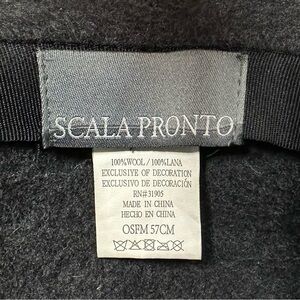 SCALA PRONTO
100%WOOL / 100%LANA
EXCLUSIVE OF DECORATION
EXCLUSIVO DE DECORACIÓN
RN#31905
MADE IN CHINA
HECHO EN CHINA
OSFM 57CM